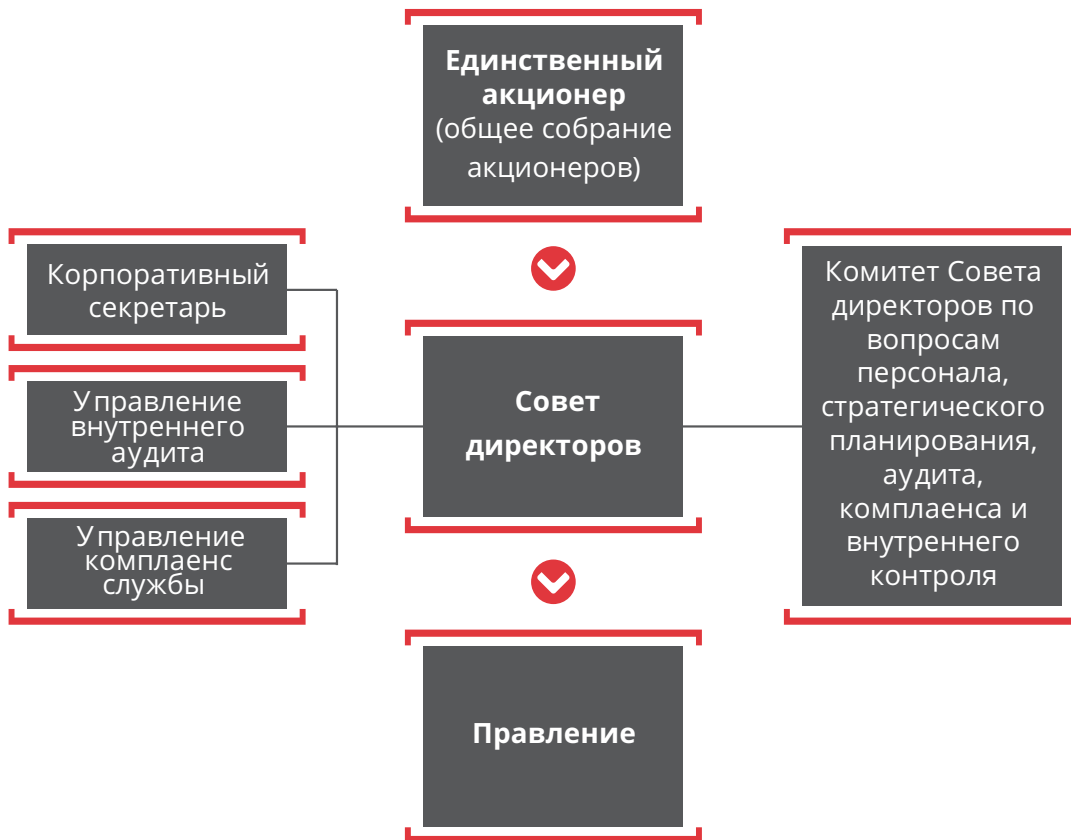 Единственный
акционер
(общее собрание
акционеров)
Корпоративный
секретарь
Управление
внутреннего
аудита
Управление
комплаенс
службы
Совет
директоров
Комитет Совета
директоров по
вопросам
персонала,
стратегического
планирования,
аудита,
комплаенса и
внутреннего
контроля
Правление